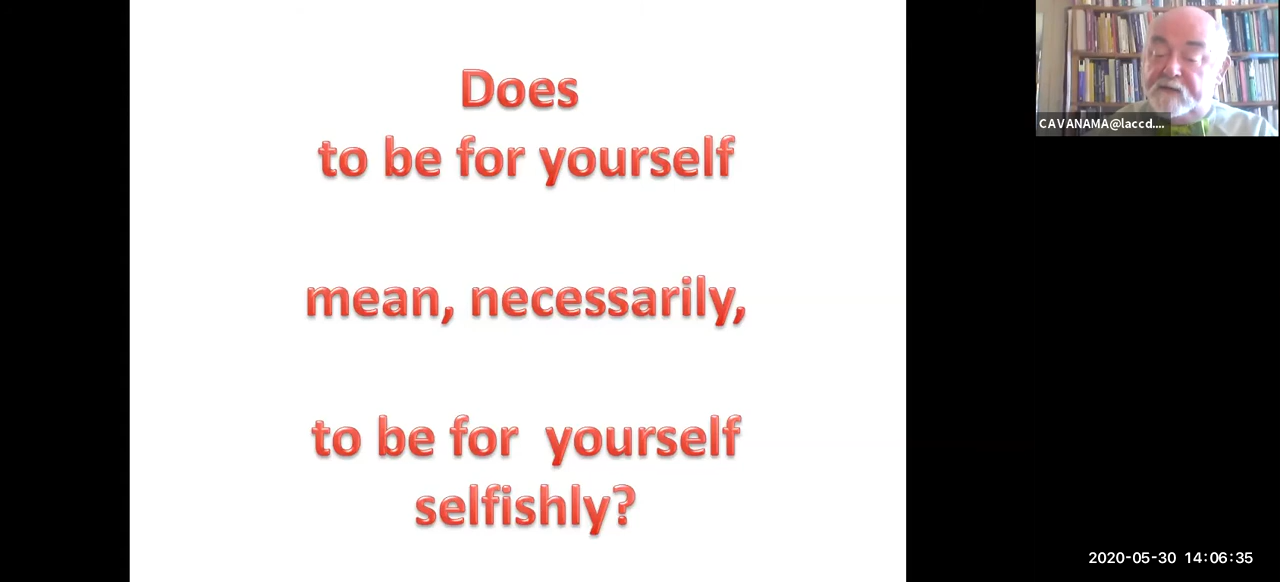 Does
to be for yourself
mean, necessarily,
to be for yourself
selfishly?
CAVANAMA@laccd....
2020-05-30 14:06:35